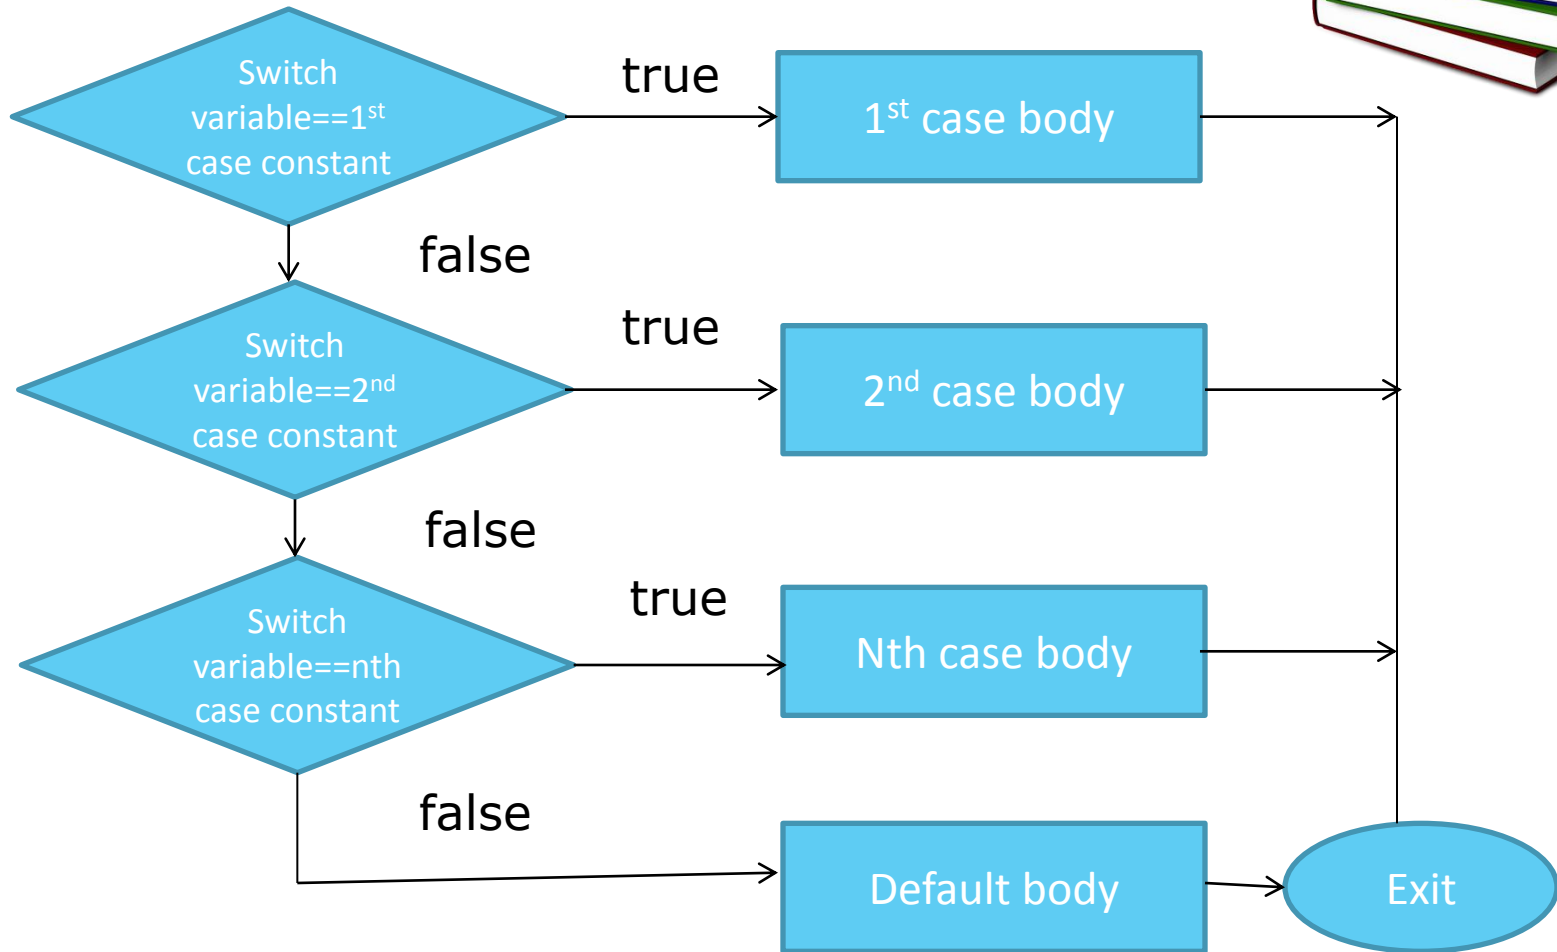 Switch
variable==1st
case constant
true
1st case body
false
Switch
variable==2nd
case constant
true
2nd case body
false
Switch
variable==nth
case constant
true
Nth case body
false
Default body
Exit